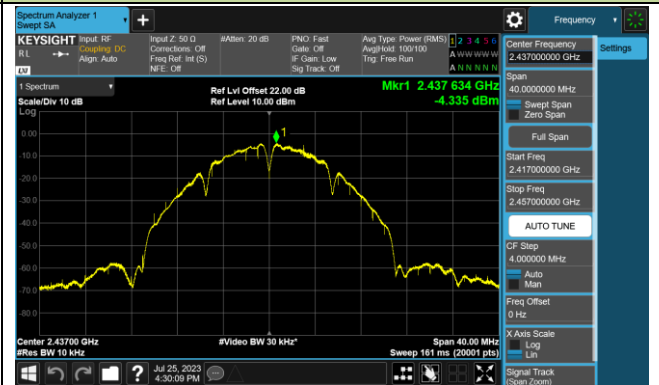 Spectrum Analyzer 1
Swept SA
Frequency
KEYSIGHT
RL
LXI
Input: RF
Coupling: DC
Align: Auto
Input Z: 50 Ω
Corrections: Off
Freq Ref: Int (S)
NFE: Off
#Atten: 20 dB
PNO: Fast
Gate: Off
IF Gain: Low
Sig Track: Off
Avg Type: Power (RMS)
Avg|Hold: 100/100
Trig: Free Run
1 2 3 4 5 6
A W W W W W
A N N N N N
1 Spectrum
Scale/Div 10 dB
Log
Ref Lvl Offset 22.00 dB
Ref Level 10.00 dBm
Mkr1 2.437 634 GHz
-4.335 dBm
1
0.00
-10.0
-20.0
-30.0
-40.0
-50.0
-60.0
-70.0
-80.0
Center 2.43700 GHz
#Res BW 10 kHz
#Video BW 30 kHz*
Span 40.00 MHz
Sweep 161 ms (20001 pts)
Jul 25, 2023
4:30:09 PM
Center Frequency
2.437000000 GHz
Span
40.0000000 MHz
Swept Span
Zero Span
Full Span
Start Freq
2.417000000 GHz
Stop Freq
2.457000000 GHz
AUTO TUNE
CF Step
4.000000 MHz
Auto
Man
Freq Offset
0 Hz
X Axis Scale
Log
Lin
Signal Track
(Span Zoom)
Settings